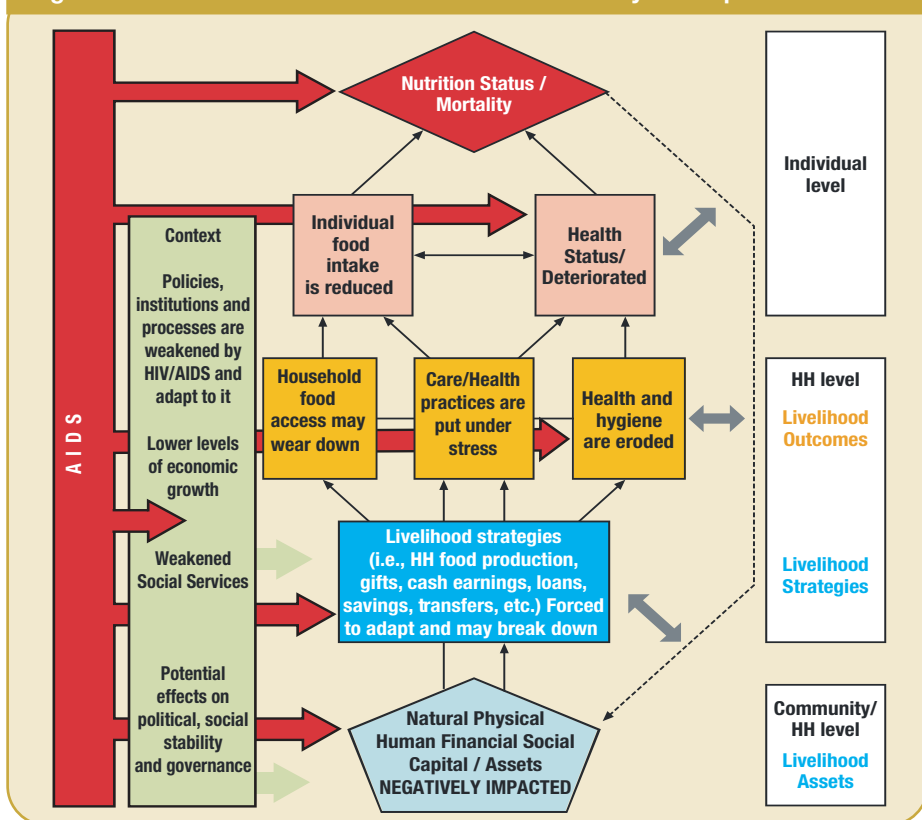 AIDS
Context
Policies,
institutions and
processes are
weakened by
HIV/AIDS and
adapt to it
Lower levels
of economic
growth
Weakened
Social Services
Potential
effects on
political, social
stability
and governance
Nutrition Status /
Mortality
Individual
food
intake
is reduced
Health
Status/
Deteriorated
Household
food
access may
wear down
Care/Health
practices are
put under
stress
Health and
hygiene
are eroded
Livelihood strategies
(i.e., HH food production,
gifts, cash earnings, loans,
savings, transfers, etc.) Forced
to adapt and may break down
Natural Physical
Human Financial Social
Capital / Assets
NEGATIVELY IMPACTED
Individual
level
HH level
Livelihood
Outcomes
Livelihood
Strategies
Community/
HH level
Livelihood
Assets